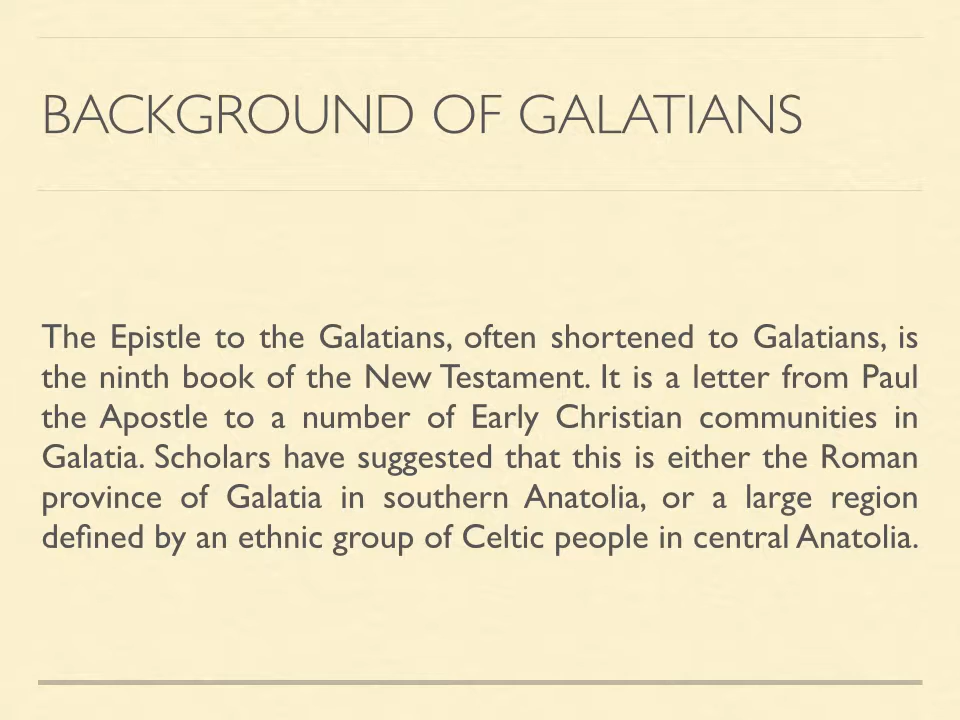 BACKGROUND OF GALATIANS
The Epistle to the Galatians, often shortened to Galatians, is
the ninth book of the New Testament. It is a letter from Paul
the Apostle to a number of Early Christian communities in
Galatia. Scholars have suggested that this is either the Roman
province of Galatia in southern Anatolia, or a large region
defined by an ethnic group of Celtic people in central Anatolia.